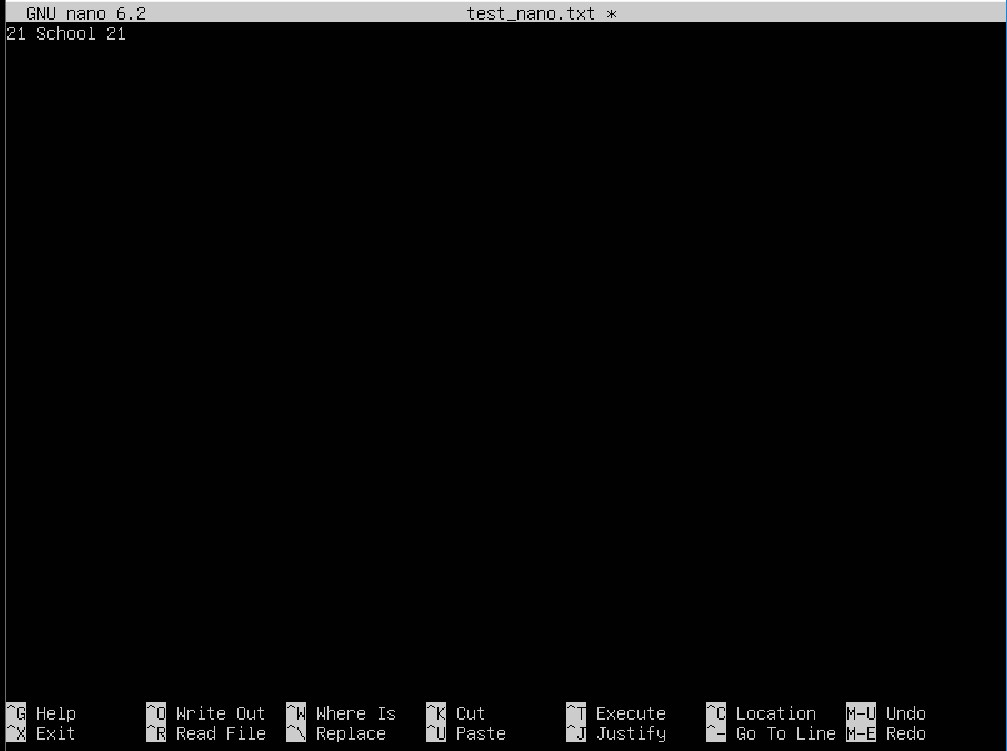 GNU nano 6.2 test_nano.txt *
21 School 21
^G Help ^O Write Out ^W Where Is ^K Cut ^T Execute ^C Location M-U Undo
^X Exit ^R Read File ^\ Replace ^U Paste ^J Justify ^- Go To Line M-E Redo